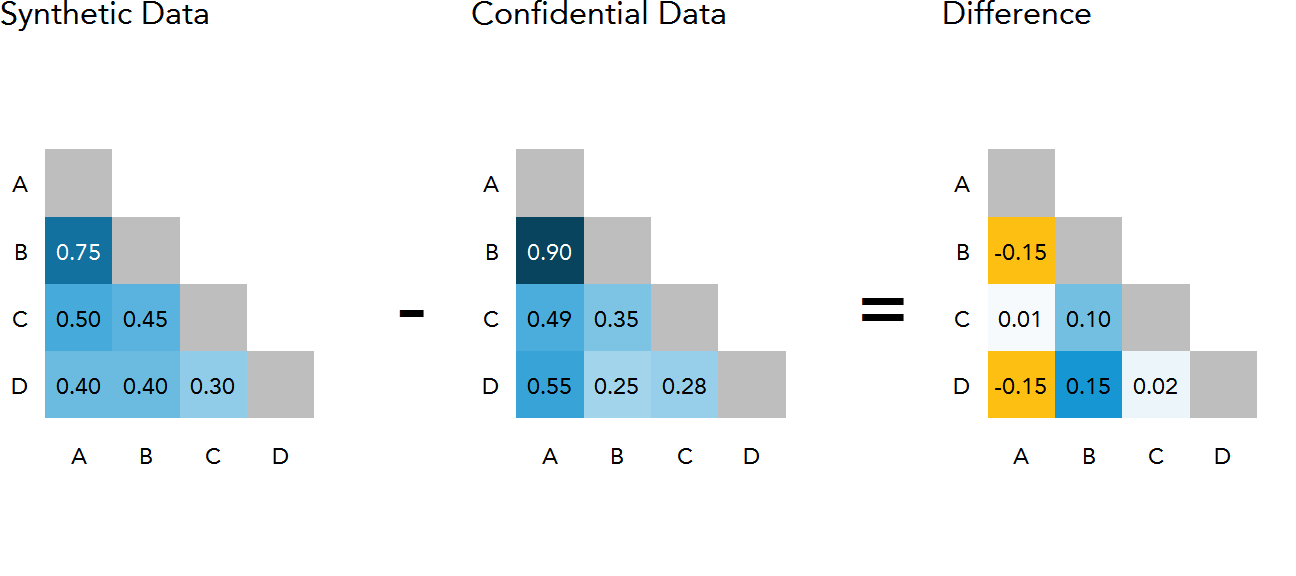 Synthetic Data
Confidential Data
Difference
A
A
A
B 0.75
B 0.90
B -0.15
C 0.50 0.45
-
C 0.49 0.35
=
C 0.01 0.10
D 0.40 0.40 0.30
D 0.55 0.25 0.28
D -0.15 0.15 0.02
A B C D
A B C D
A B C D